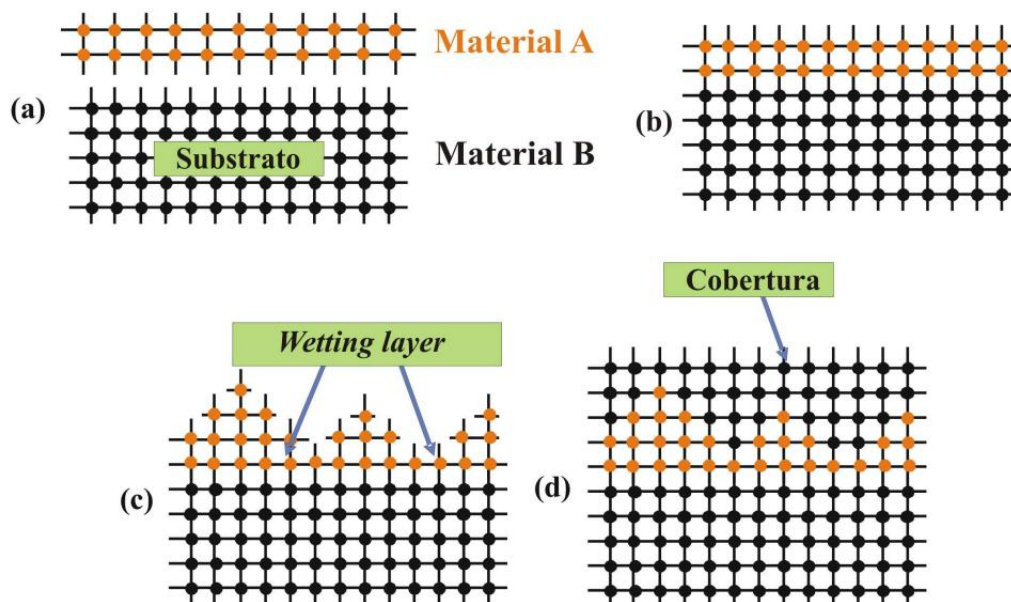 Material A
(a)
Substrato
Material B
(b)
Cobertura
Wetting layer
(c)
(d)